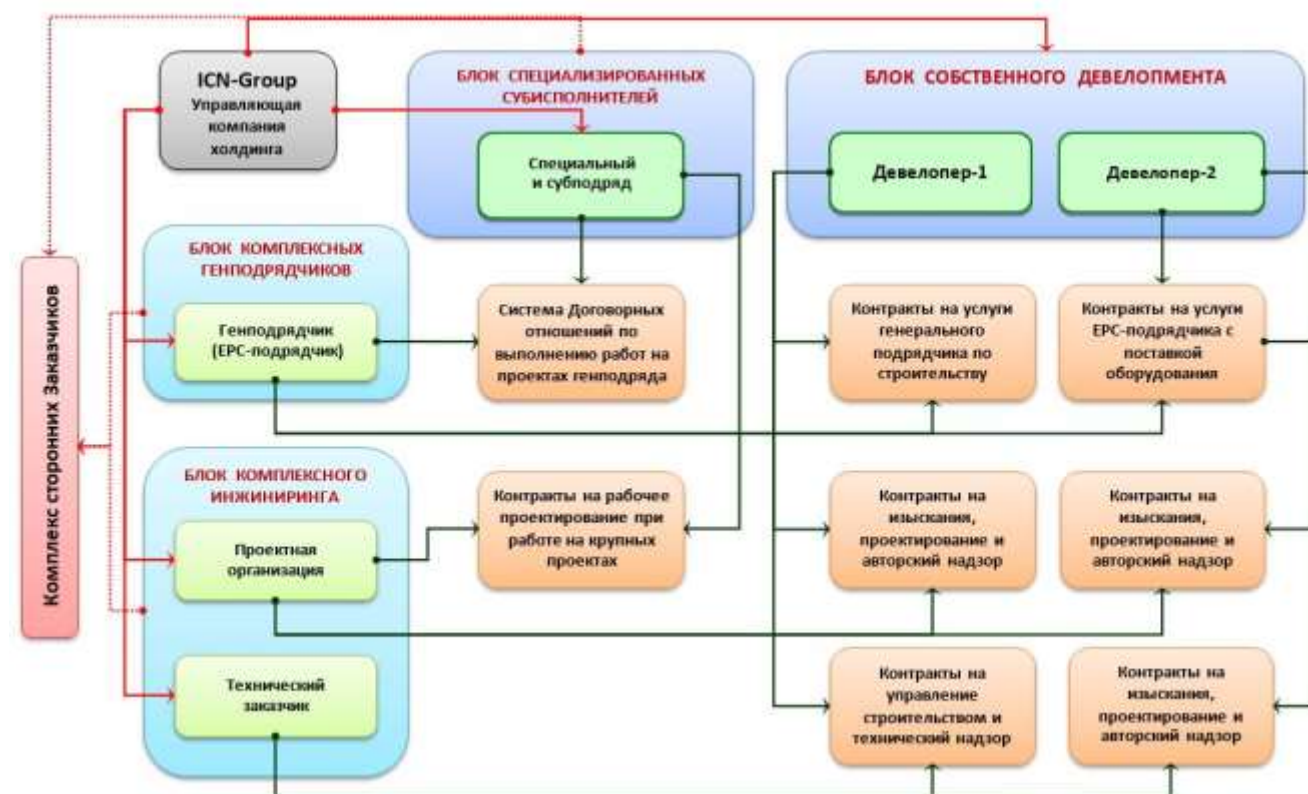 ICN-Group
Управляющая
компания
холдинга
БЛОК СПЕЦИАЛИЗИРОВАННЫХ
СУБИСПОЛНИТЕЛЕЙ
Специальный
и субподряд
БЛОК СОБСТВЕННОГО ДЕВЕЛОПМЕНТА
Девелопер-1
Девелопер-2
Комплекс сторонних Заказчиков
БЛОК КОМПЛЕКСНЫХ
ГЕНПОДРЯДЧИКОВ
Генподрядчик
(EPC-подрядчик)
Система Договорных
отношений по
выполнению работ на
проектах генподряда
Контракты на услуги
генерального
подрядчика по
строительству
Контракты на услуги
EPC-подрядчика с
поставкой
оборудования
БЛОК КОМПЛЕКСНОГО
ИНЖИНИРИНГА
Проектная
организация
Технический
заказчик
Контракты на рабочее
проектирование при
работе на крупных
проектах
Контракты на
изыскания,
проектирование и
авторский надзор
Контракты на
изыскания,
проектирование и
авторский надзор
Контракты на
управление
строительством и
технический надзор
Контракты на
изыскания,
проектирование и
авторский надзор